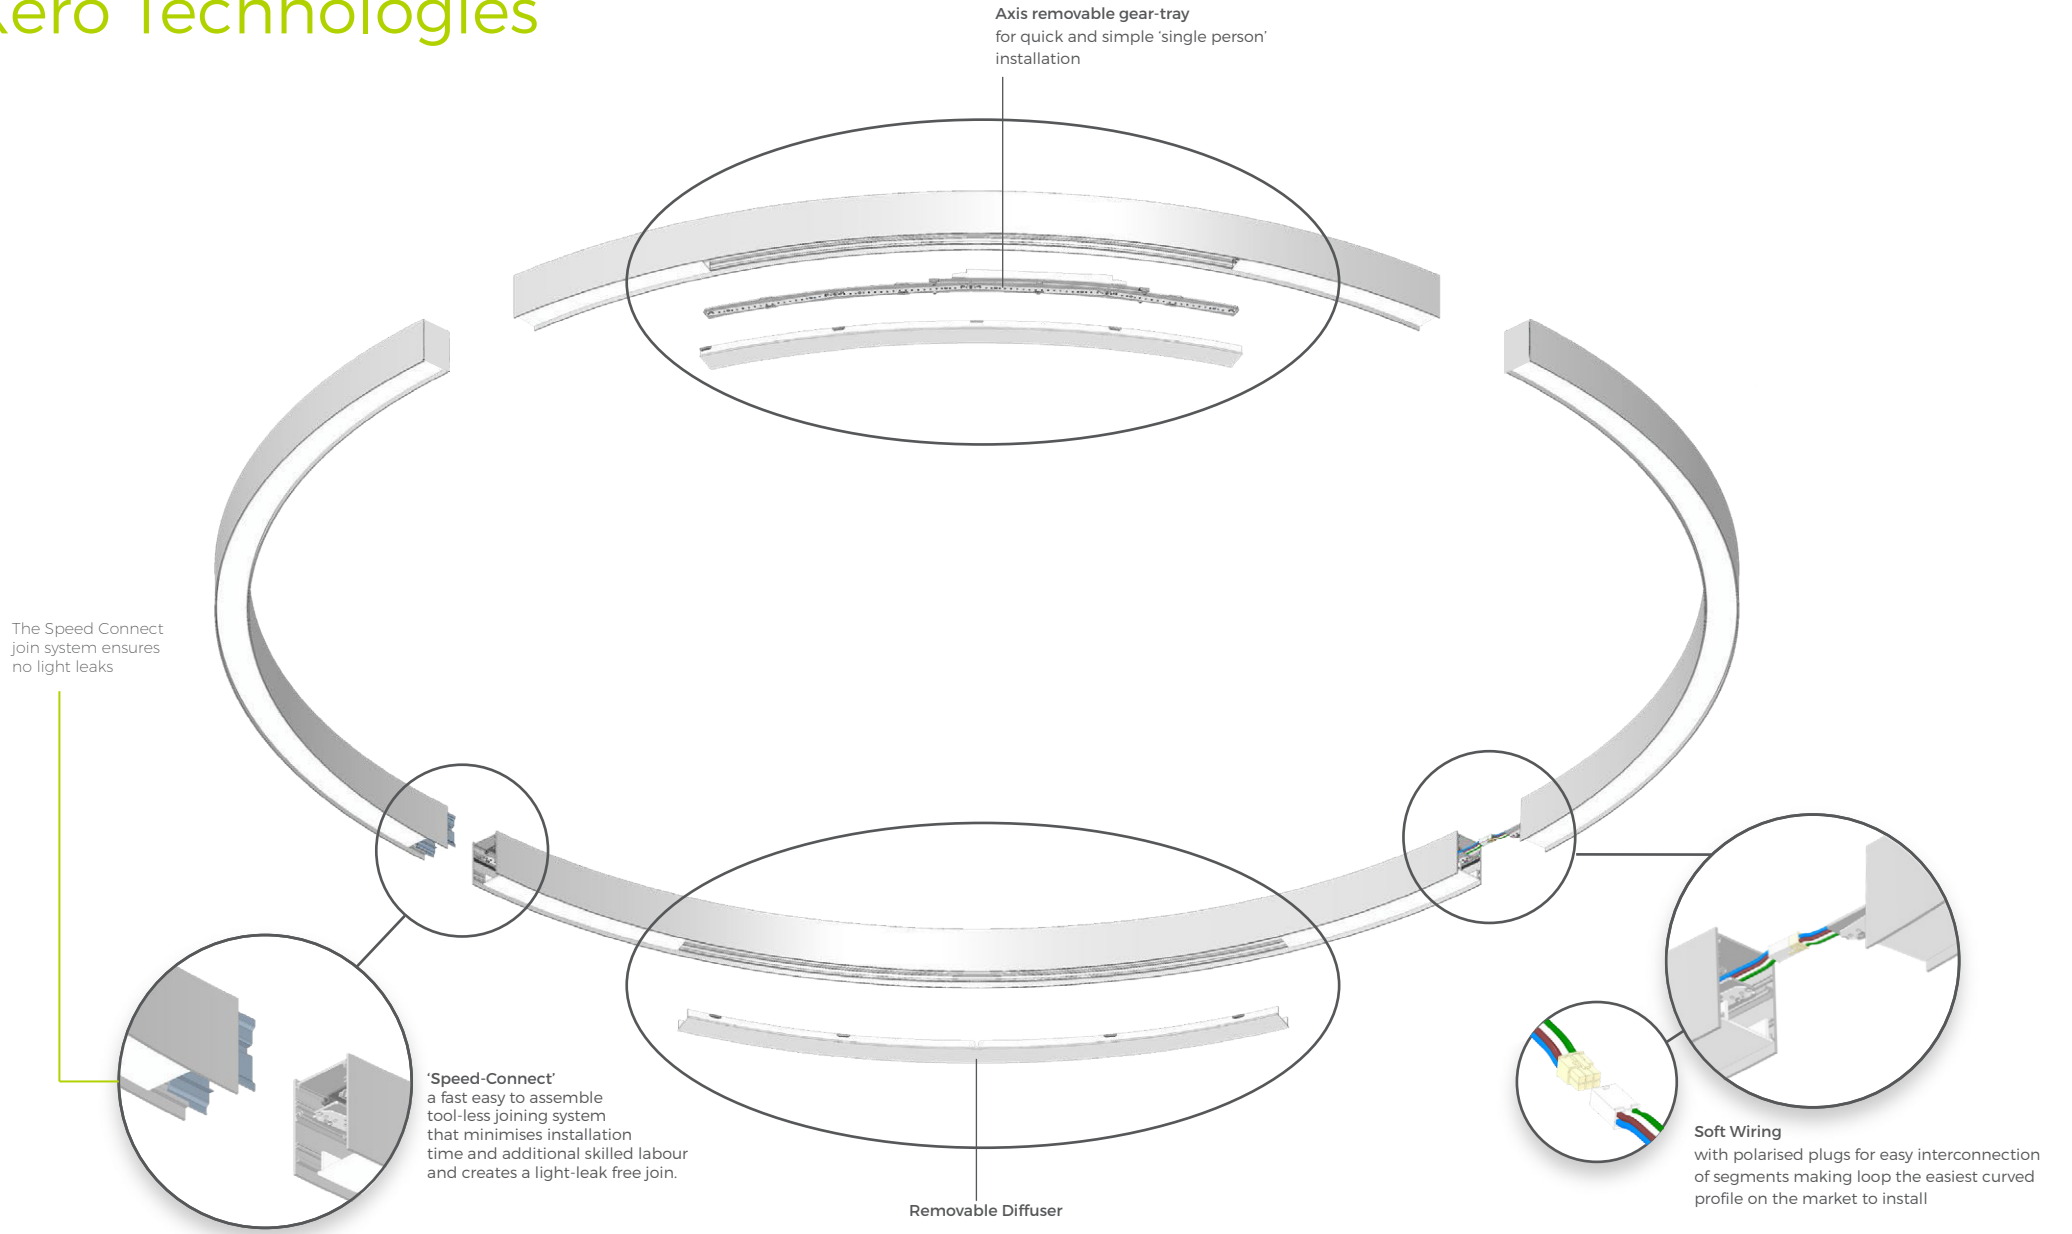 Xero Technologies
Axis removable gear-tray
for quick and simple ‘single person’
installation
The Speed Connect
join system ensures
no light leaks
‘Speed-Connect’
a fast easy to assemble
tool-less joining system
that minimises installation
time and additional skilled labour
and creates a light-leak free join.
Removable Diffuser
Soft Wiring
with polarised plugs for easy interconnection
of segments making loop the easiest curved
profile on the market to install